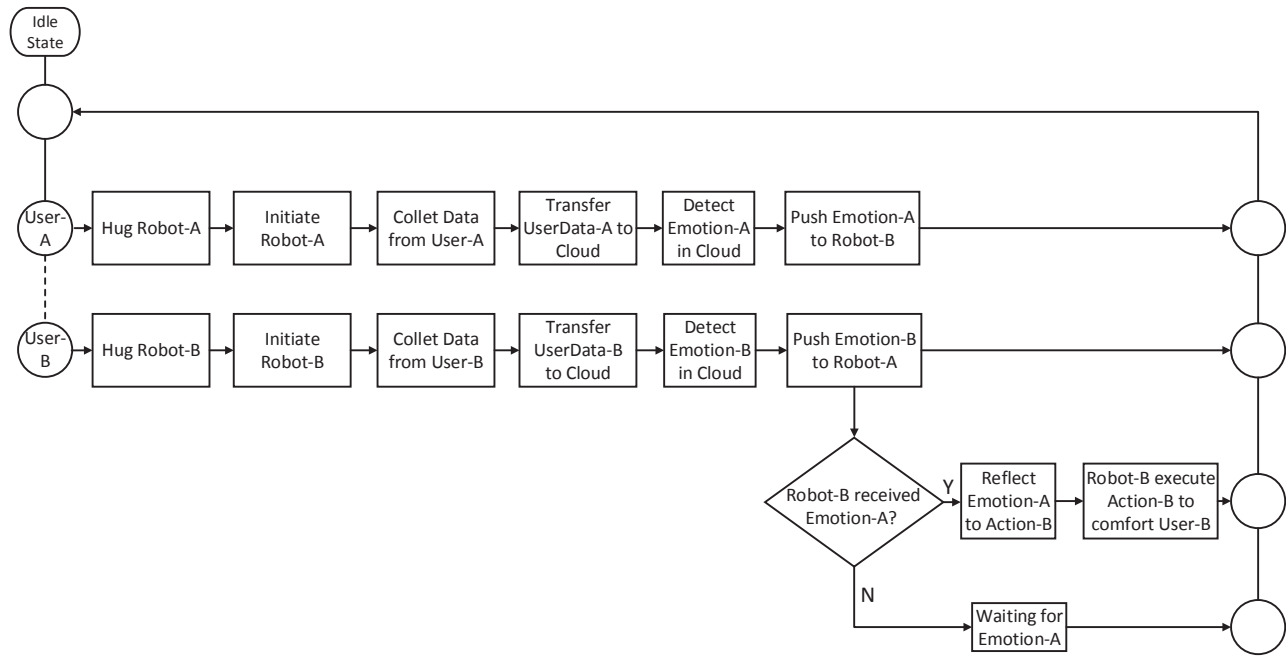 Idle
State
User-
A
Hug Robot-A
Initiate
Robot-A
Collet Data
from User-A
Transfer
UserData-A to
Cloud
Detect
Emotion-A
in Cloud
Push Emotion-A
to Robot-B
User-
B
Hug Robot-B
Initiate
Robot-B
Collet Data
from User-B
Transfer
UserData-B
to Cloud
Detect
Emotion-B
in Cloud
Push Emotion-B
to Robot-A
Robot-B received
Emotion-A?
Y
Reflect
Emotion-A
to Action-B
Robot-B execute
Action-B to
comfort User-B
N
Waiting for
Emotion-A